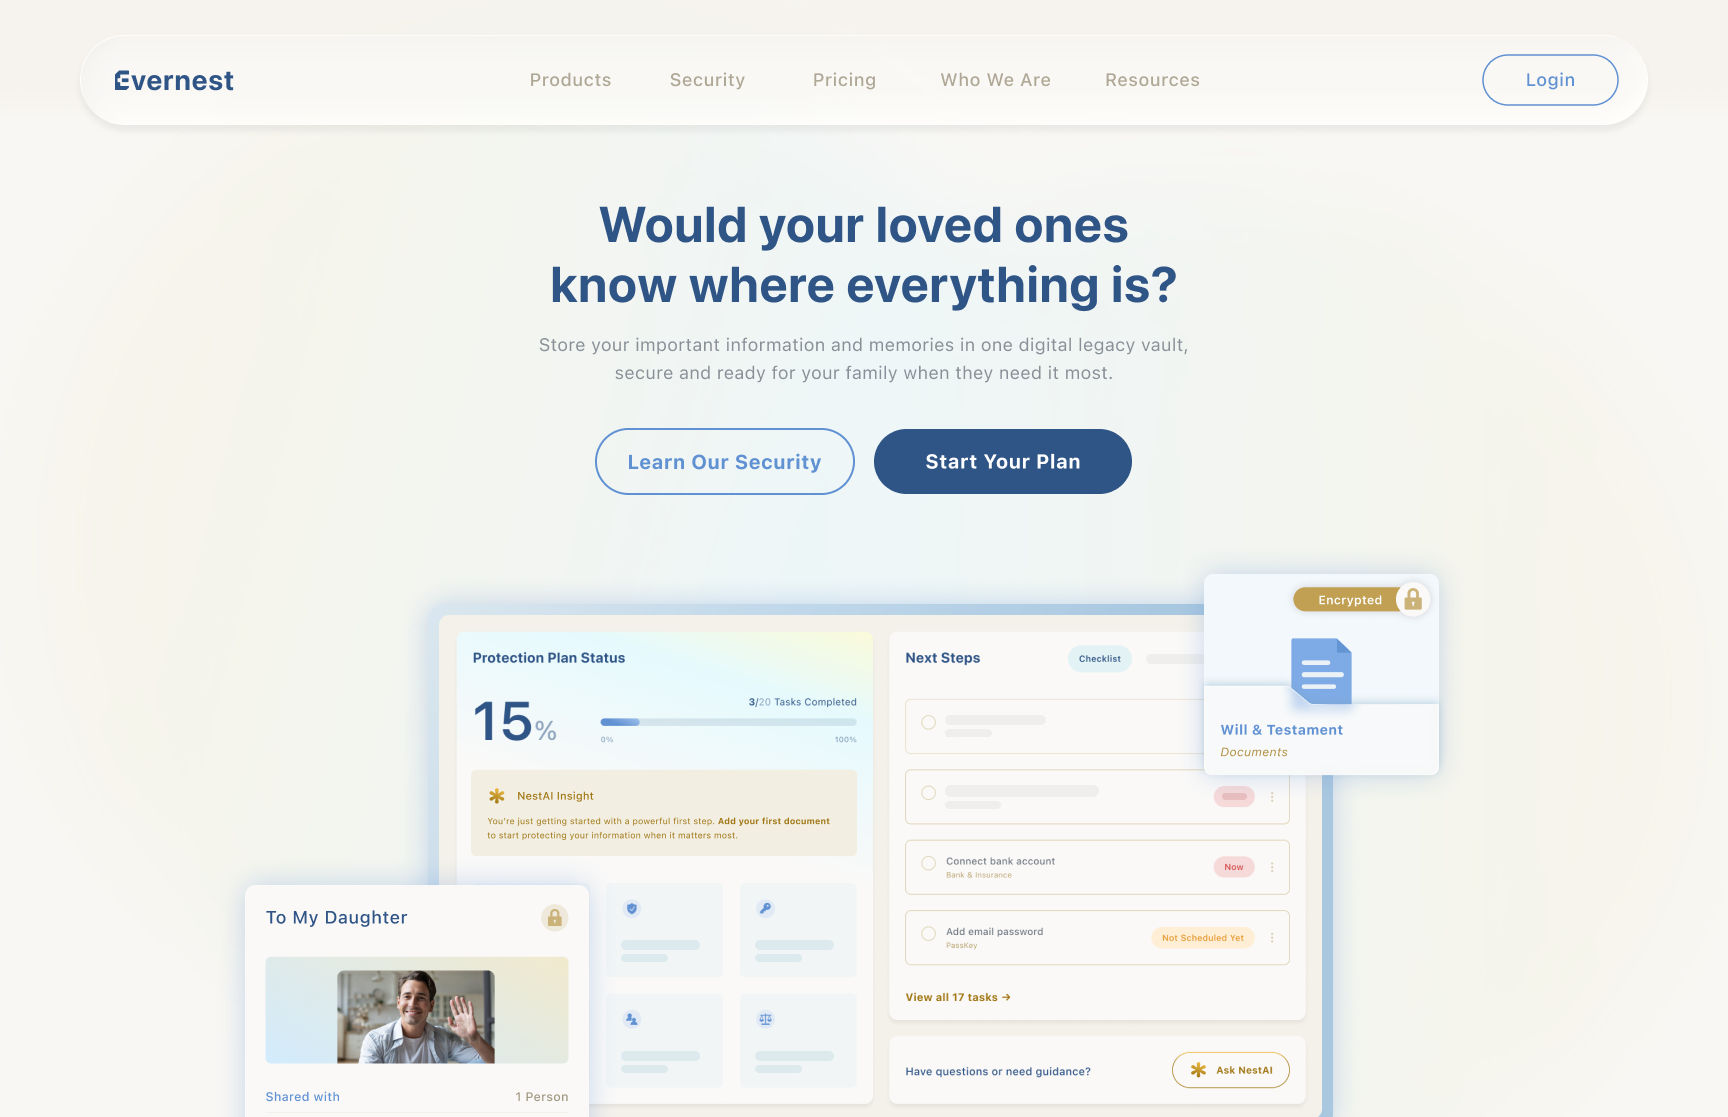 Evernest
Products
Security
Pricing
Who We Are
Resources
Login
Would your loved ones
know where everything is?
Store your important information and memories in one digital legacy vault,
secure and ready for your family when they need it most.
Learn Our Security
Start Your Plan
Encrypted
Will & Testament
Documents
Protection Plan Status
15%
3/20 Tasks Completed
0%
100%
NestAI Insight
You're just getting started with a powerful first step. Add your first document
to start protecting your information when it matters most.
Next Steps
Checklist
Connect bank account
Bank & Insurance
Now
Add email password
PassKey
Not Scheduled Yet
View all 17 tasks →
Have questions or need guidance?
Ask NestAI
To My Daughter
Shared with
1 Person